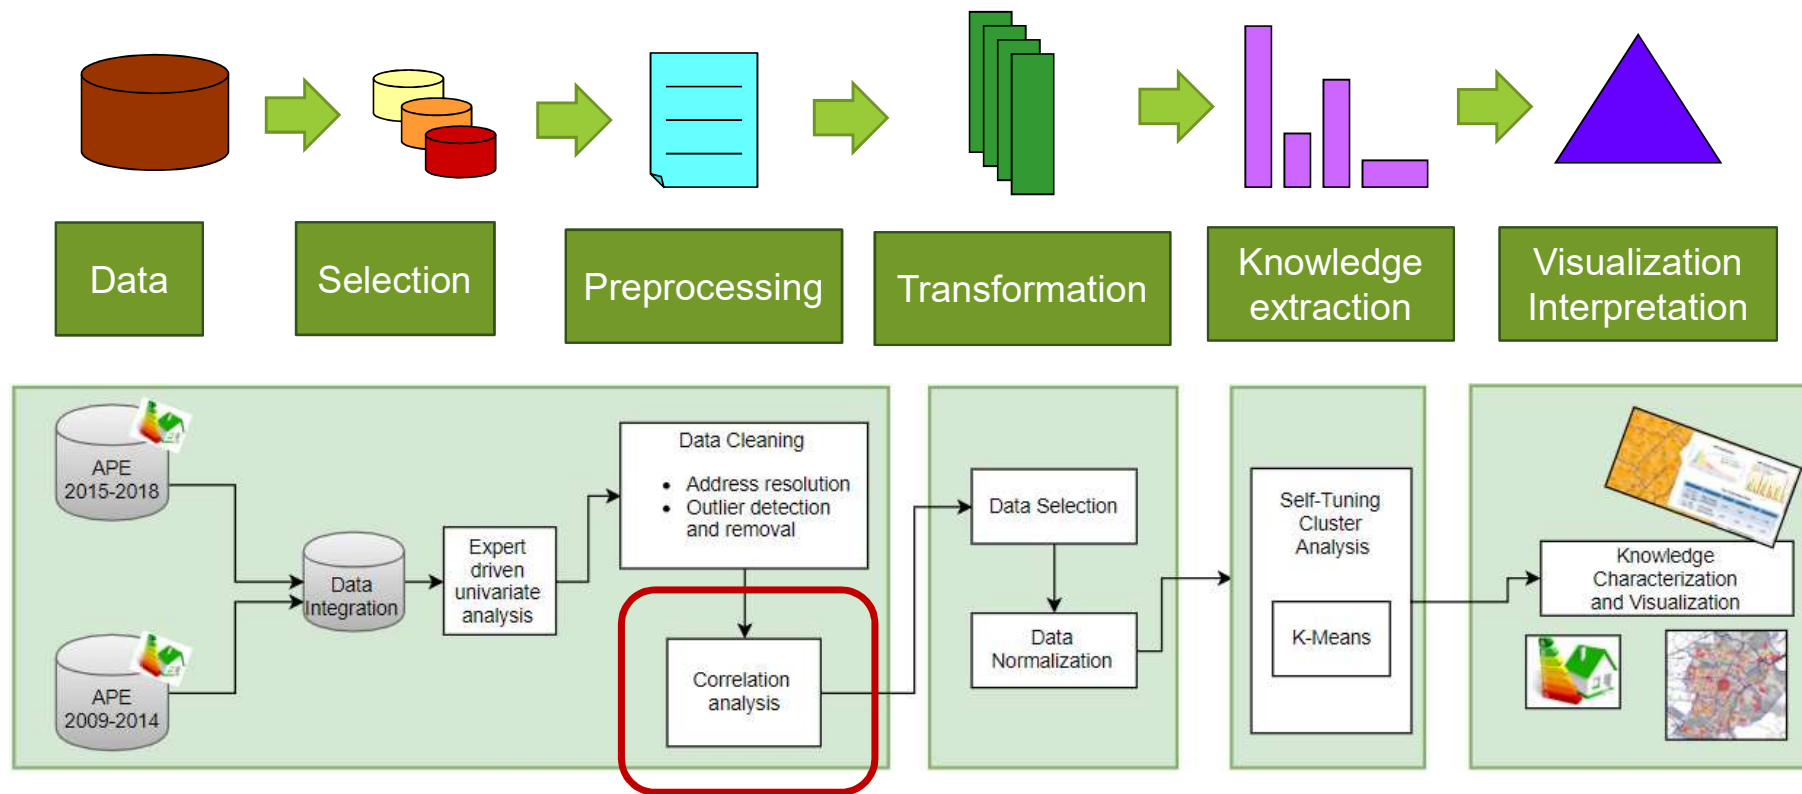 Data
Selection
Preprocessing
Transformation
Knowledge
extraction
Visualization
Interpretation
APE
2015-2018
APE
2009-2014
Data
Integration
Expert
driven
univariate
analysis
Data Cleaning
• Address resolution
• Outlier detection
and removal
Correlation
analysis
Data Selection
Data
Normalization
Self-Tuning
Cluster
Analysis
K-Means
Knowledge
Characterization
and Visualization